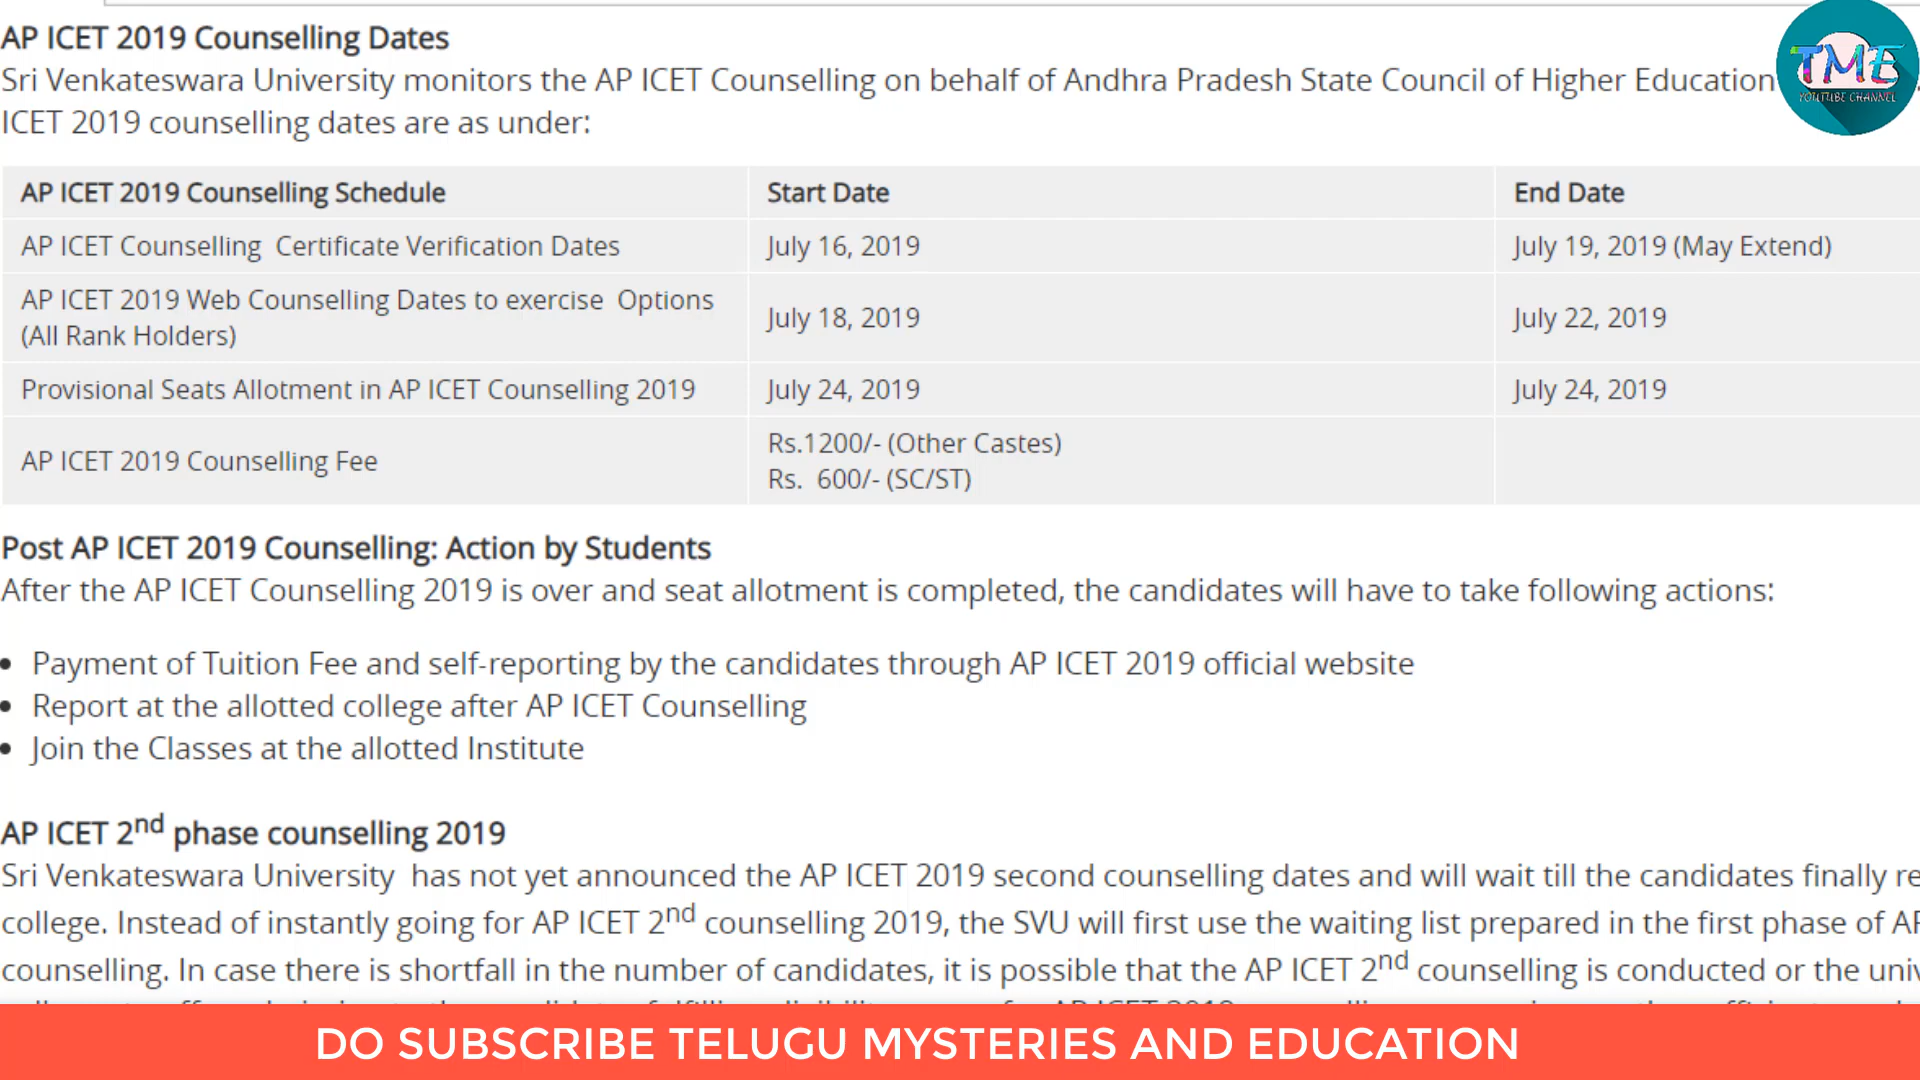 AP ICET 2019 Counselling Dates
Sri Venkateswara University monitors the AP ICET Counselling on behalf of Andhra Pradesh State Council of Higher Education
ICET 2019 counselling dates are as under:
TME
YOUTUBE CHANNEL
AP ICET 2019 Counselling Schedule Start Date End Date
AP ICET Counselling Certificate Verification Dates July 16, 2019 July 19, 2019 (May Extend)
AP ICET 2019 Web Counselling Dates to exercise Options
(All Rank Holders) July 18, 2019 July 22, 2019
Provisional Seats Allotment in AP ICET Counselling 2019 July 24, 2019 July 24, 2019
AP ICET 2019 Counselling Fee Rs.1200/- (Other Castes)
Rs. 600/- (SC/ST)
Post AP ICET 2019 Counselling: Action by Students
After the AP ICET Counselling 2019 is over and seat allotment is completed, the candidates will have to take following actions:
• Payment of Tuition Fee and self-reporting by the candidates through AP ICET 2019 official website
• Report at the allotted college after AP ICET Counselling
• Join the Classes at the allotted Institute
AP ICET 2nd phase counselling 2019
Sri Venkateswara University has not yet announced the AP ICET 2019 second counselling dates and will wait till the candidates finally re
college. Instead of instantly going for AP ICET 2nd counselling 2019, the SVU will first use the waiting list prepared in the first phase of AP
counselling. In case there is shortfall in the number of candidates, it is possible that the AP ICET 2nd counselling is conducted or the univ
DO SUBSCRIBE TELUGU MYSTERIES AND EDUCATION